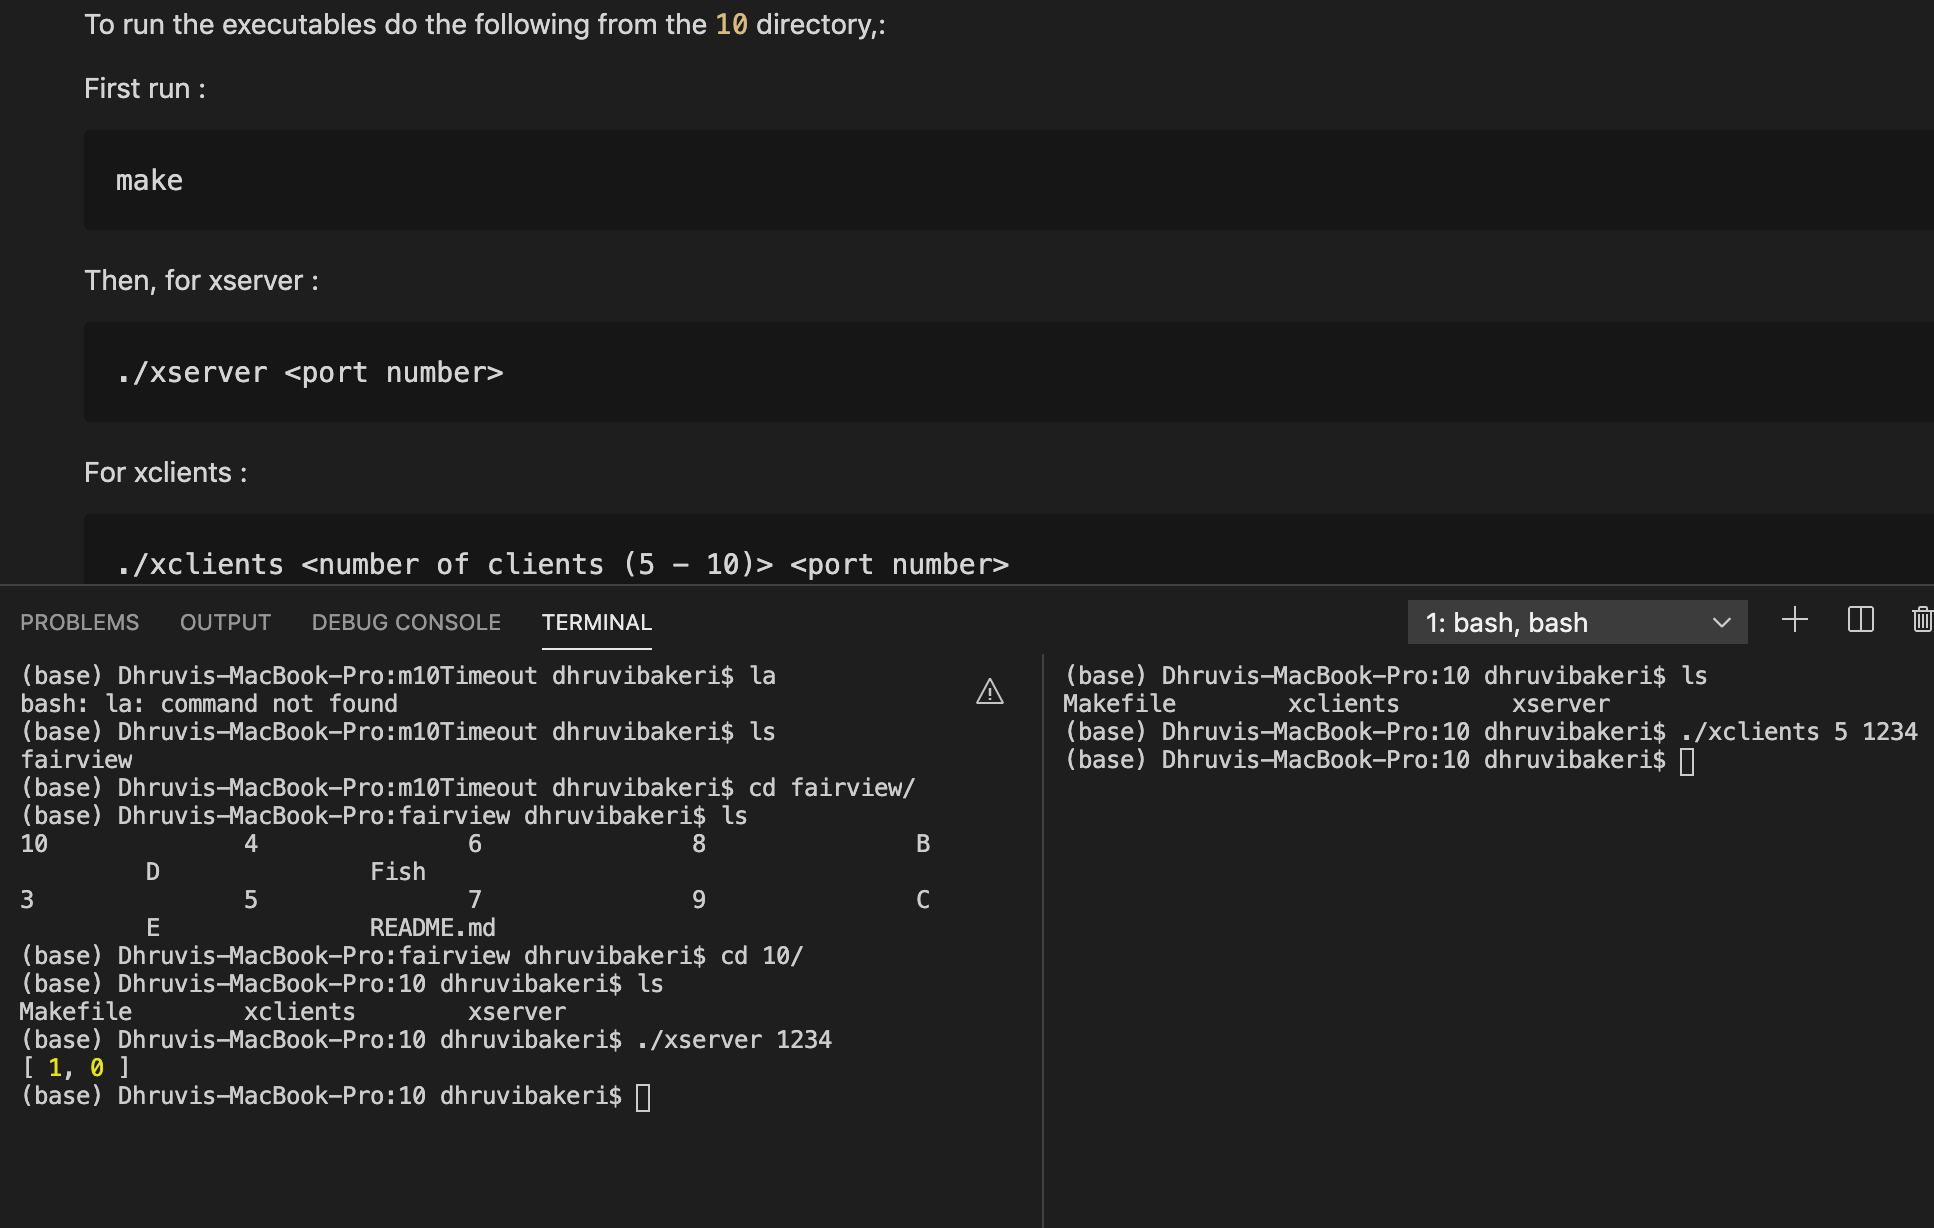 To run the executables do the following from the 10 directory,:
First run :
make
Then, for xserver :
./xserver <port number>
For xclients :
./xclients <number of clients (5 - 10)> <port number>
PROBLEMS OUTPUT DEBUG CONSOLE TERMINAL 1: bash, bash
(base) Dhruvis-MacBook-Pro:m10Timeout dhruvibakeri$ la
bash: la: command not found
(base) Dhruvis-MacBook-Pro:m10Timeout dhruvibakeri$ ls
fairview
(base) Dhruvis-MacBook-Pro:m10Timeout dhruvibakeri$ cd fairview/
(base) Dhruvis-MacBook-Pro:fairview dhruvibakeri$ ls
10 4 6 8 B
D Fish
3 5 7 9 C
E README.md
(base) Dhruvis-MacBook-Pro:fairview dhruvibakeri$ cd 10/
(base) Dhruvis-MacBook-Pro:10 dhruvibakeri$ ls
Makefile xclients xserver
(base) Dhruvis-MacBook-Pro:10 dhruvibakeri$ ./xserver 1234
[ 1, 0 ]
(base) Dhruvis-MacBook-Pro:10 dhruvibakeri$
(base) Dhruvis-MacBook-Pro:10 dhruvibakeri$ ls
Makefile xclients xserver
(base) Dhruvis-MacBook-Pro:10 dhruvibakeri$ ./xclients 5 1234
(base) Dhruvis-MacBook-Pro:10 dhruvibakeri$